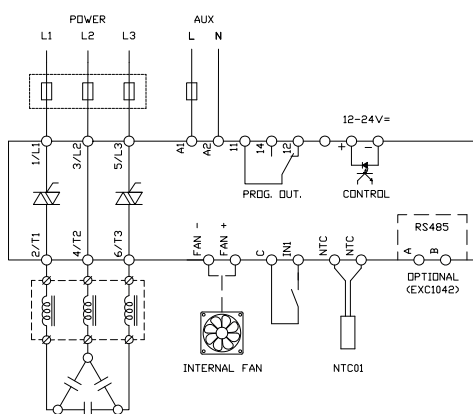 POWER
AUX
L1
L2
L3
L
N
12-24V=
1/L1
3/L2
5/L3
A1
A2
11
14
12
+
-
PROG. OUT.
CONTROL
RS485
2/T1
4/T2
6/T3
FAN -
FAN +
C
IN1
NTC
NTC
A
B
OPTIONAL
(EXC1042)
INTERNAL FAN
NTC01